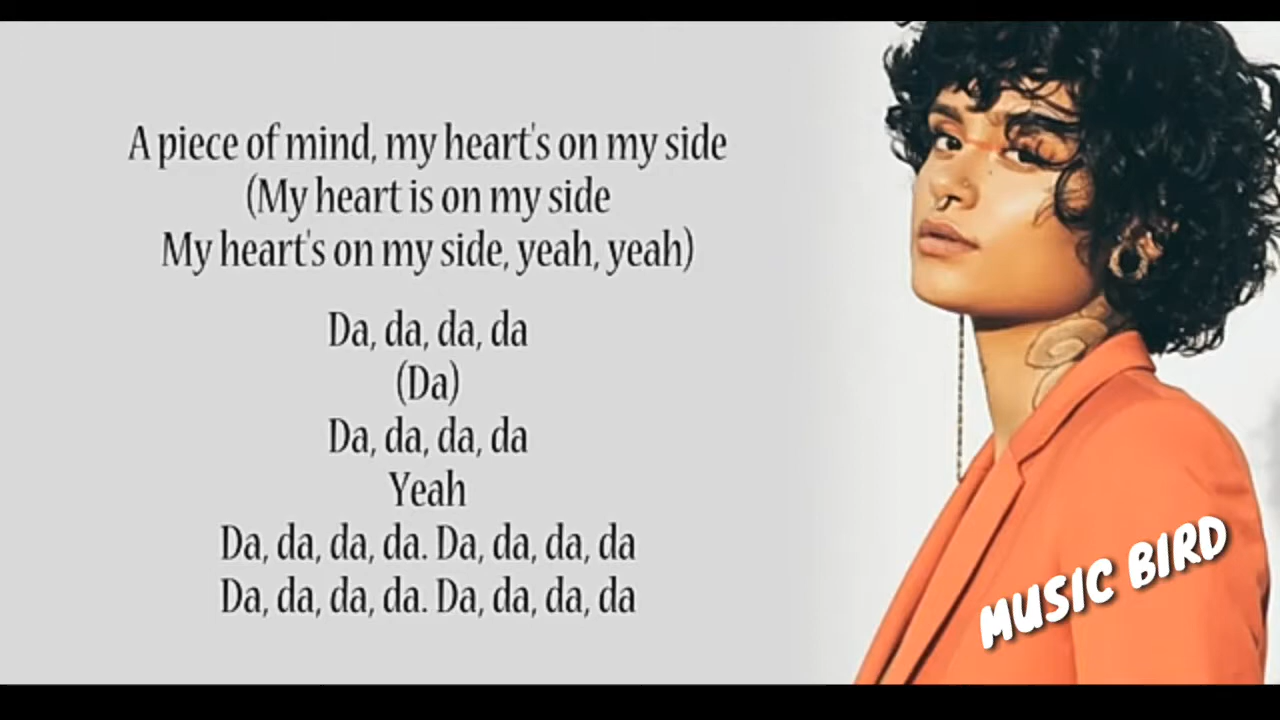 A piece of mind, my heart's on my side
(My heart is on my side
My heart's on my side, yeah, yeah)
Da, da, da, da
(Da)
Da, da, da, da
Yeah
Da, da, da, da. Da, da, da, da
Da, da, da, da. Da, da, da, da
MUSIC BIRD